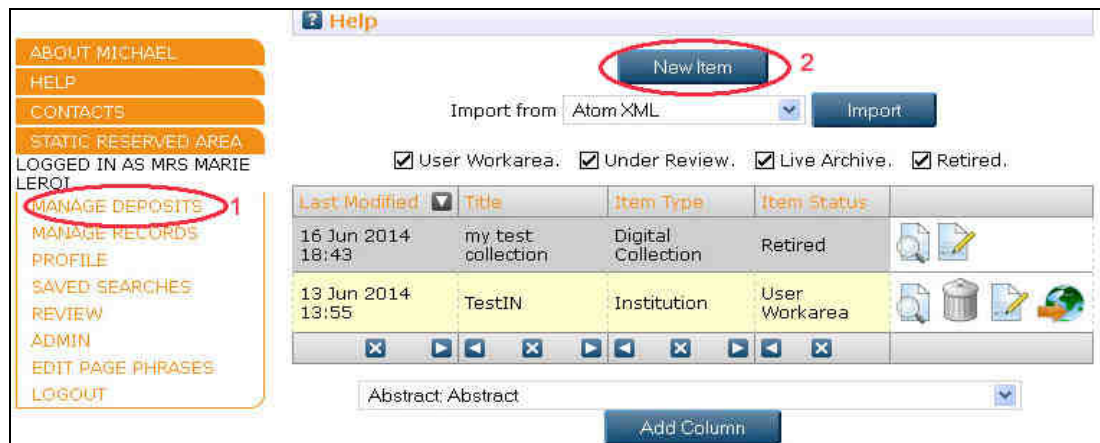 ? Help
ABOUT MICHAEL
HELP
CONTACTS
STATIC RESERVED AREA
LOGGED IN AS MRS MARIE
LEROI
MANAGE DEPOSITS 1
MANAGE RECORDS
PROFILE
SAVED SEARCHES
REVIEW
ADMIN
EDIT PAGE PHRASES
LOGOUT
New Item 2
Import from Atom XML Import
User Workarea. Under Review. Live Archive. Retired.
Last Modified Title Item Type Item Status
16 Jun 2014 18:43 my test collection Digital Collection Retired
13 Jun 2014 13:55 TestIN Institution User Workarea
Abstract: Abstract
Add Column